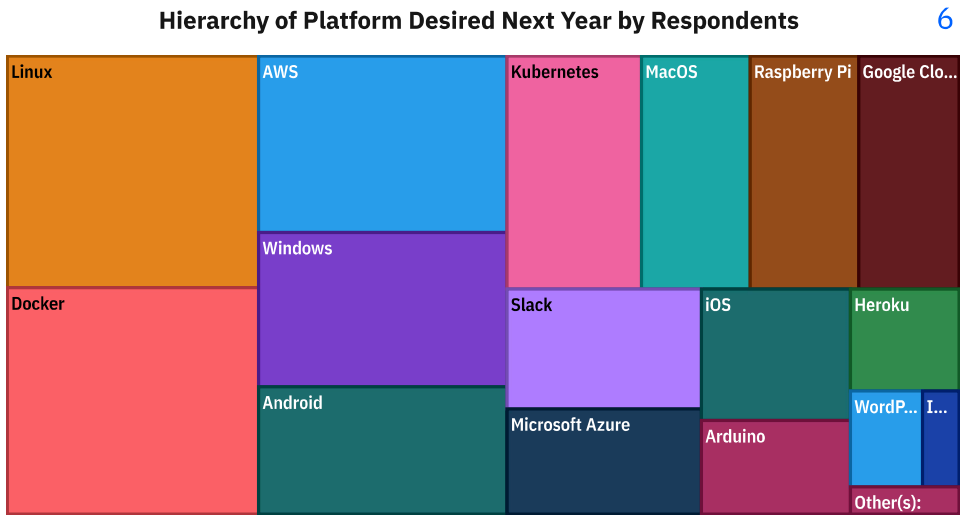 Hierarchy of Platform Desired Next Year by Respondents
6
Linux
AWS
Kubernetes
MacOS
Raspberry Pi
Google Clo...
Windows
Docker
Slack
iOS
Heroku
Android
WordP...
I...
Microsoft Azure
Arduino
Other(s):